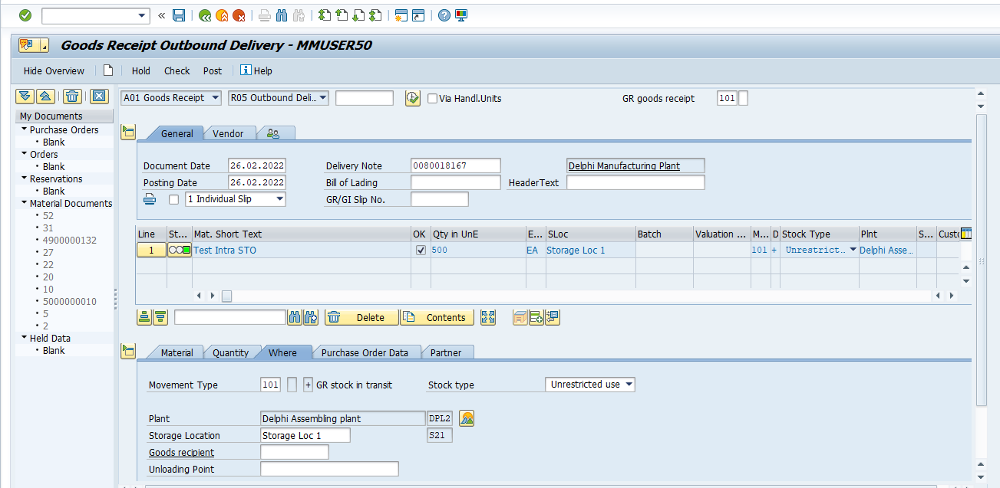 Goods Receipt Outbound Delivery - MMUSER50
Hide Overview Hold Check Post Help
A01 Goods Receipt R05 Outbound Deli... Via Handl.Units GR goods receipt 101
My Documents
Purchase Orders
Blank
Orders
Blank
Reservations
Blank
Material Documents
52
31
4900000132
27
22
20
10
5000000010
5
2
Held Data
Blank
General Vendor
Document Date 26.02.2022 Delivery Note 0080018167 Delphi Manufacturing Plant
Posting Date 26.02.2022 Bill of Lading HeaderText
1 Individual Slip GR/GI Slip No.
Line St... Mat. Short Text OK Qty in UnE E... SLoc Batch Valuation ... M... D Stock Type Plnt S... Custo
1 Test Intra STO 500 EA Storage Loc 1 101 + Unrestrict... Delphi Asse...
Delete Contents
Material Quantity Where Purchase Order Data Partner
Movement Type 101 + GR stock in transit Stock type Unrestricted use
Plant Delphi Assembling plant DPL2
Storage Location Storage Loc 1 S21
Goods recipient
Unloading Point